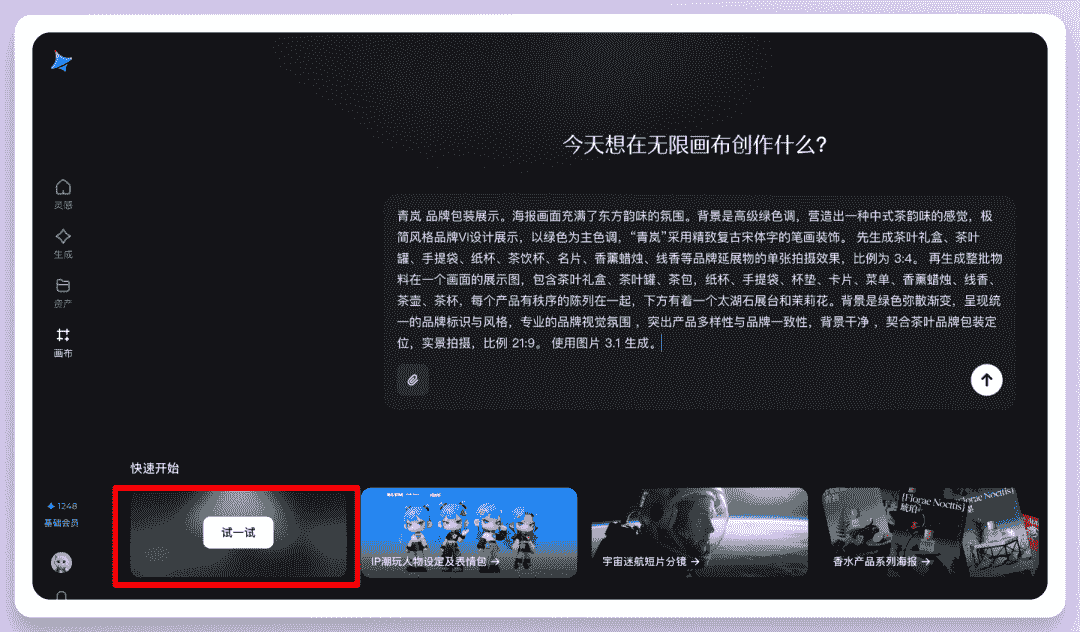 今天想在无限画布创作什么?
灵感
生成
资产
画布
青岚 品牌包装展示。海报画面充满了东方韵味的氛围。背景是高级绿色调，营造出一种中式茶韵味的感觉，极
简风格品牌VI设计展示，以绿色为主色调，“青岚”采用精致复古宋体字的笔画装饰。 先生成茶叶礼盒、茶叶
罐、手提袋、纸杯、茶饮杯、名片、香薰蜡烛、线香等品牌延展物的单张拍摄效果，比例为 3:4。 再生成整批物
料在一个画面的展示图，包含茶叶礼盒、茶叶罐、茶包，纸杯、手提袋、杯垫、卡片、菜单、香薰蜡烛、线香、
茶壶、茶杯，每个产品有秩序的陈列在一起，下方有着一个太湖石展台和茉莉花。背景是绿色弥散渐变，呈现统
一的品牌标识与风格，专业的品牌视觉氛围 ，突出产品多样性与品牌一致性，背景干净 ，契合茶叶品牌包装定
位，实景拍摄，比例 21:9。 使用图片 3.1 生成。
快速开始
1248
基础会员
试一试
IP潮玩人物设定及表情包 →
宇宙迷航短片分镜 →
[Florae Noctis]
琥珀
香水产品系列海报 →